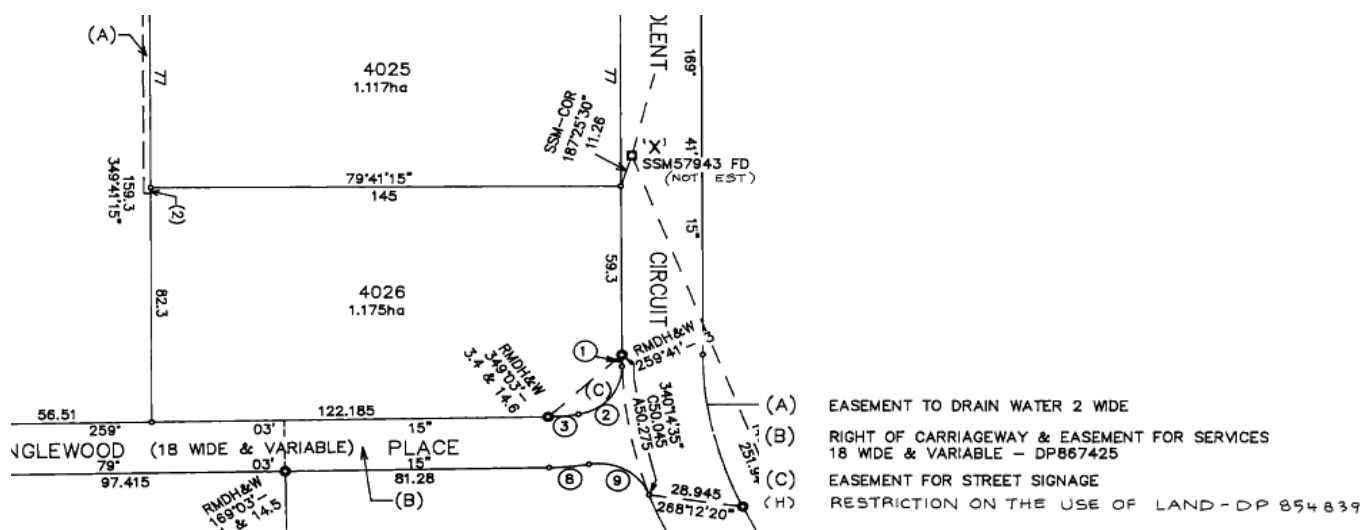 (A)
77
4025
1.117ha
77
OLENT
169°
SSM-COR
187°25'30"
11.26
'X'
SSM57943 FD
(NOT EST)
41'
159.3
349°41'15"
(2)
79°41'15"
145
15"
82.3
4026
1.175ha
59.3
CIRCUIT
RMDH&W
349°03'-
3.4 & 14.6
1
RMDH&W
259°41'-
(C)
340°14'35"
C50.045
A50.275
56.51
259°
122.185
03'
15"
3
2
NGLEWOOD (18 WIDE & VARIABLE) PLACE
79°
97.415
03'
15"
81.28
(B)
8
9
RMDH&W
169°03'-
& 14.5
28.945
268°12'20"
251.9
(A) EASEMENT TO DRAIN WATER 2 WIDE
(B) RIGHT OF CARRIAGEWAY & EASEMENT FOR SERVICES
18 WIDE & VARIABLE - DP867425
(C) EASEMENT FOR STREET SIGNAGE
(H) RESTRICTION ON THE USE OF LAND - DP 854839